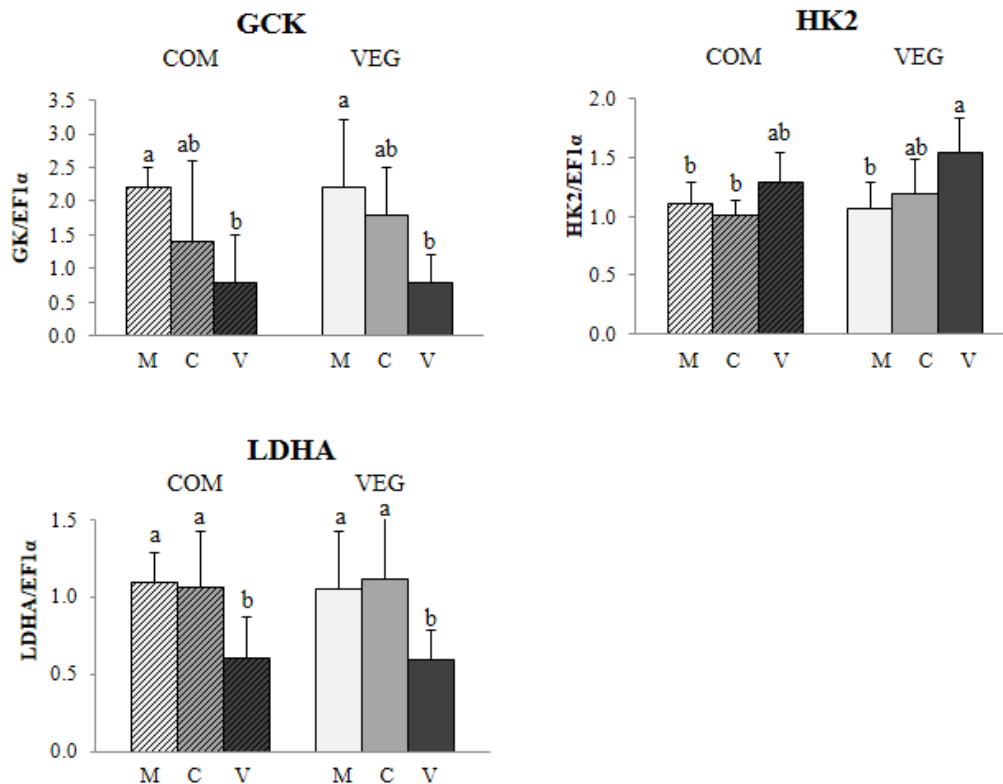 GCK
COM VEG
GK/EF1α
3.5
3.0
2.5
2.0
1.5
1.0
0.5
0.0
a ab b a ab b
M C V M C V
HK2
COM VEG
HK2/EF1α
2.0
1.5
1.0
0.5
0.0
b b ab b ab a
M C V M C V
LDHA
COM VEG
LDHA/EF1α
1.5
1.0
0.5
0.0
a a b a a b
M C V M C V